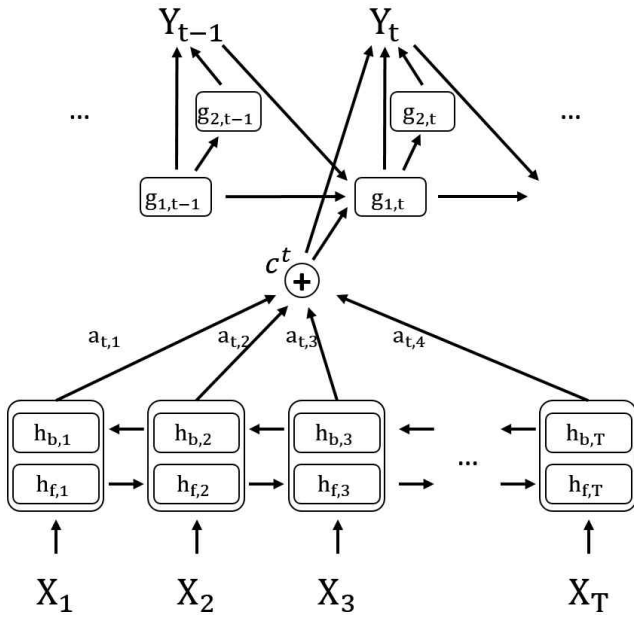 Y_{t−1} Y_t
... g_{2,t−1} g_{2,t} ...
g_{1,t−1} g_{1,t}
c^t +
a_{t,1} a_{t,2} a_{t,3} a_{t,4}
h_{b,1} h_{b,2} h_{b,3} h_{b,T}
...
h_{f,1} h_{f,2} h_{f,3} h_{f,T}
X_1 X_2 X_3 X_T